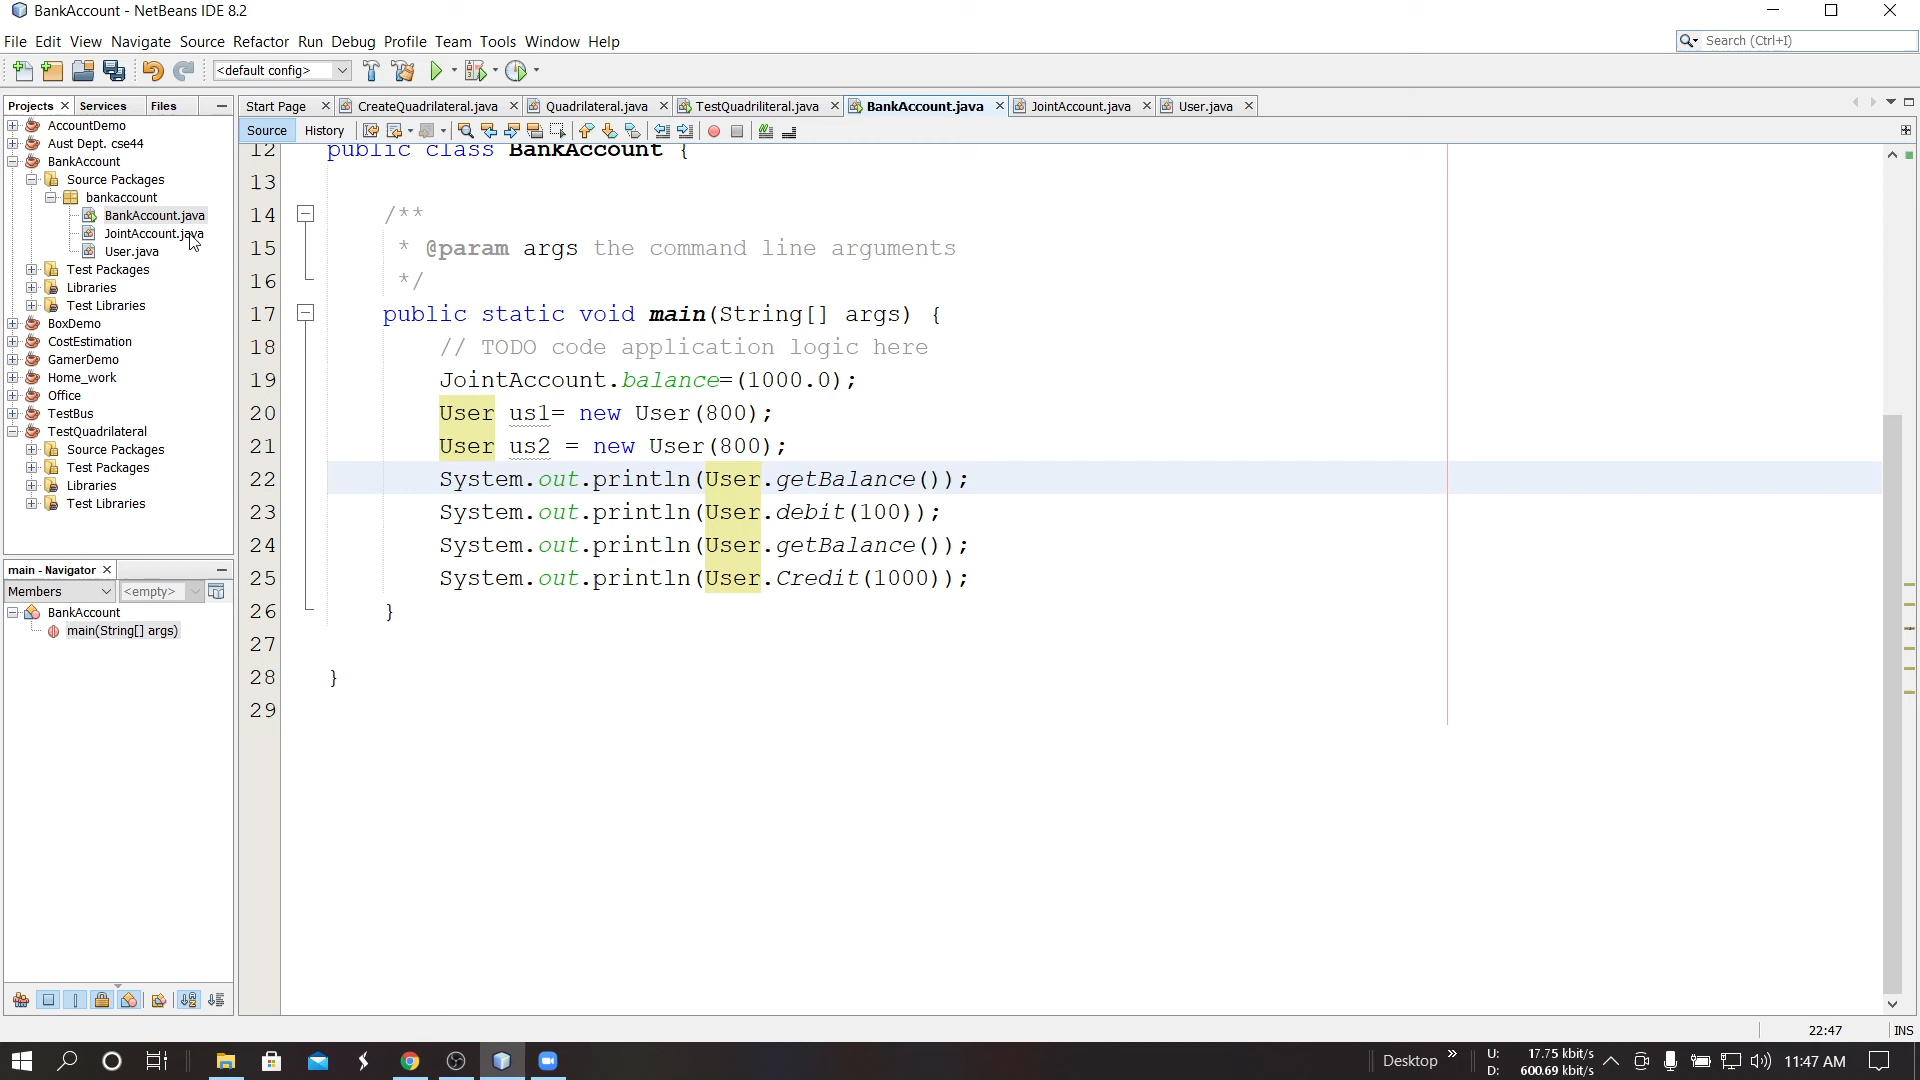 BankAccount - NetBeans IDE 8.2
File Edit View Navigate Source Refactor Run Debug Profile Team Tools Window Help
Search (Ctrl+I)
<default config>
Projects Services Files
Start Page CreateQuadrilateral.java Quadrilateral.java TestQuadriliteral.java BankAccount.java JointAccount.java User.java
Source History
AccountDemo
Aust Dept. cse44
BankAccount
Source Packages
bankaccount
BankAccount.java
JointAccount.java
User.java
Test Packages
Libraries
Test Libraries
BoxDemo
CostEstimation
GamerDemo
Home_work
Office
TestBus
TestQuadrilateral
Source Packages
Test Packages
Libraries
Test Libraries
main - Navigator
Members <empty>
BankAccount
main(String[] args)
12 public class BankAccount {
13
14 /**
15 * @param args the command line arguments
16 */
17 public static void main(String[] args) {
18 // TODO code application logic here
19 JointAccount.balance=(1000.0);
20 User us1= new User(800);
21 User us2 = new User(800);
22 System.out.println(User.getBalance());
23 System.out.println(User.debit(100));
24 System.out.println(User.getBalance());
25 System.out.println(User.Credit(1000));
26 }
27
28 }
29
22:47 INS
Desktop
U: 17.75 kbit/s
D: 600.69 kbit/s
11:47 AM